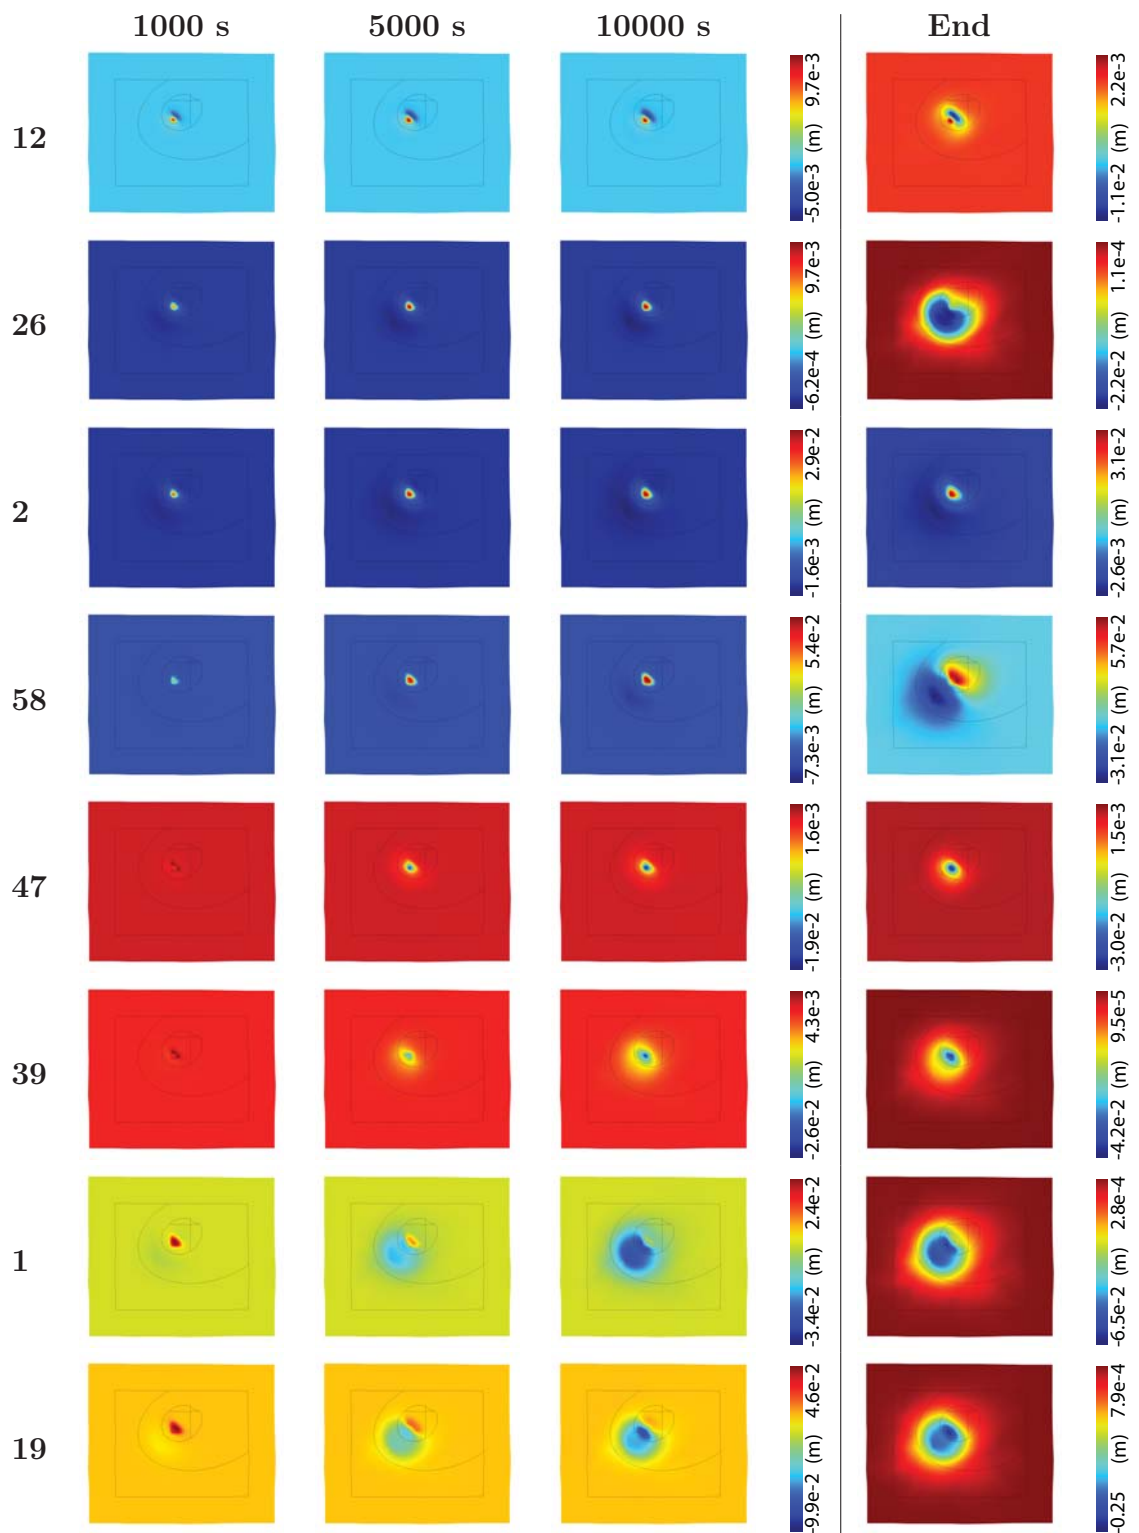 1000 s 5000 s 10000 s End
12
-5.0e-3 (m) 9.7e-3
-1.1e-2 (m) 2.2e-3
26
-6.2e-4 (m) 9.7e-3
-2.2e-2 (m) 1.1e-4
2
-1.6e-3 (m) 2.9e-2
-2.6e-3 (m) 3.1e-2
58
-7.3e-3 (m) 5.4e-2
-3.1e-2 (m) 5.7e-2
47
-1.9e-2 (m) 1.6e-3
-3.0e-2 (m) 1.5e-3
39
-2.6e-2 (m) 4.3e-3
-4.2e-2 (m) 9.5e-5
1
-3.4e-2 (m) 2.4e-2
-6.5e-2 (m) 2.8e-4
19
-9.9e-2 (m) 4.6e-2
-0.25 (m) 7.9e-4